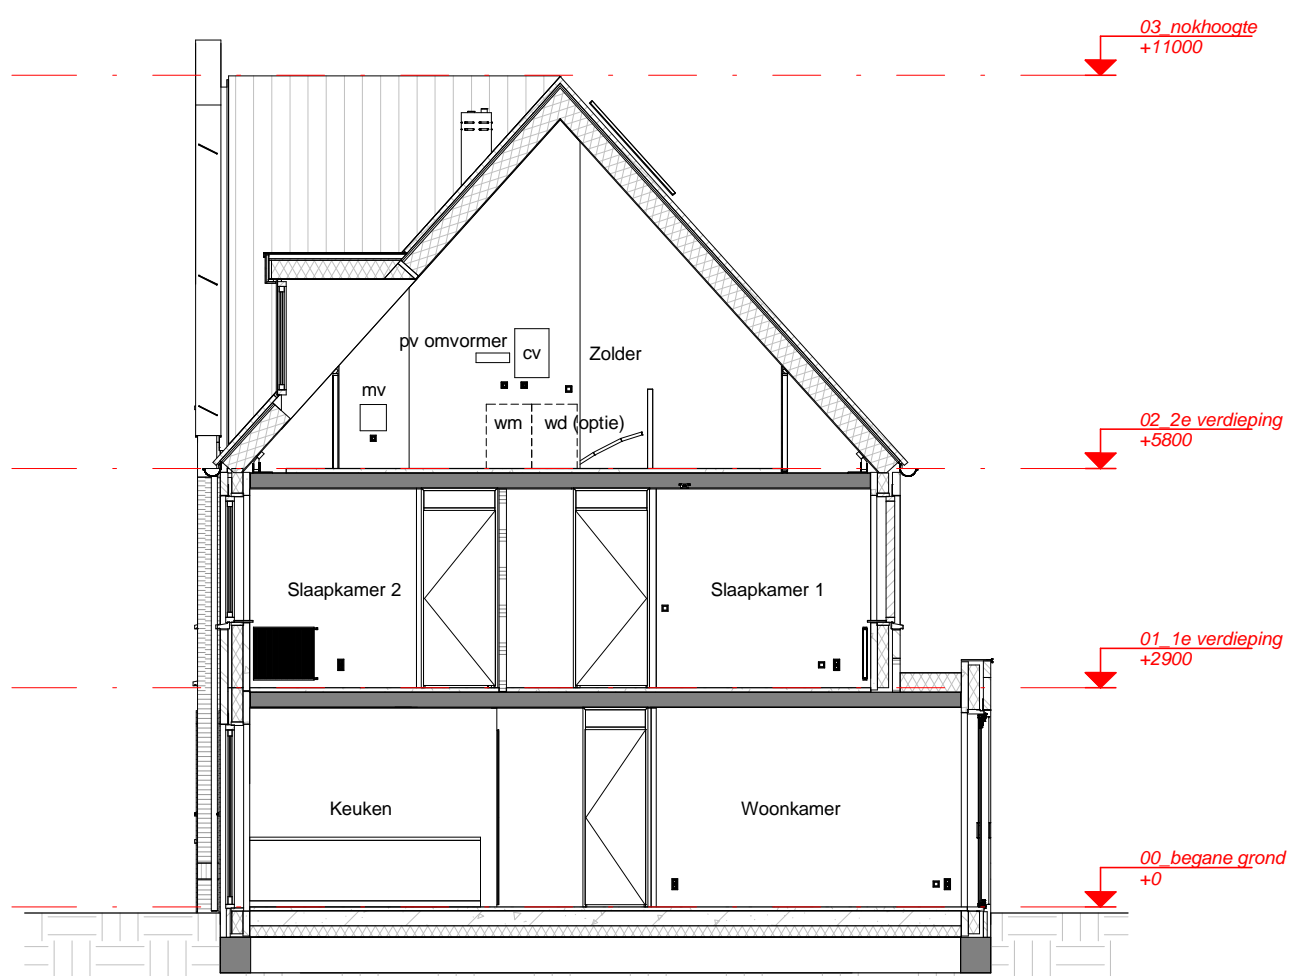 03_nokhoogte
+11000
pv omvormer
cv
Zolder
mv
wm
wd (optie)
02_2e verdieping
+5800
Slaapkamer 2
Slaapkamer 1
01_1e verdieping
+2900
Keuken
Woonkamer
00_begane grond
+0